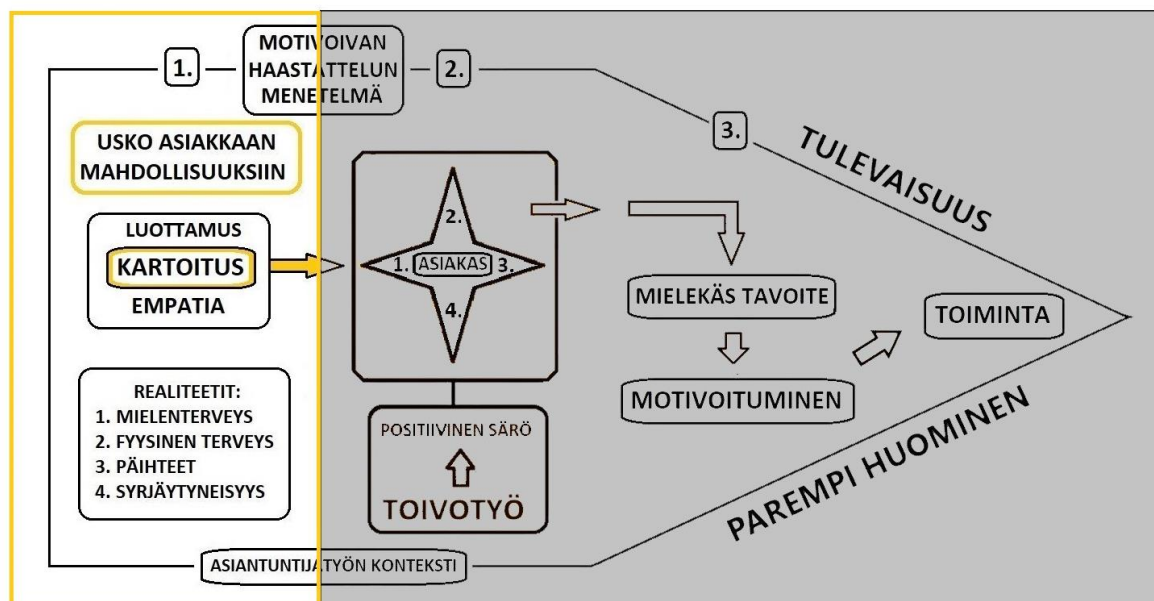 1.
MOTIVOIVAN
HAASTATTELUN
MENETELMÄ
2.
3.
TULEVAISUUS
USKO ASIAKKAAN
MAHDOLLISUUKSIIN
LUOTTAMUS
KARTOITUS
EMPATIA
REALITEETIT:
1. MIELENTERVEYS
2. FYYSINEN TERVEYS
3. PÄIHTEET
4. SYRJÄYTYNEISYYS
2.
1. ASIAKAS 3.
4.
POSITIIVINEN SÄRÖ
TOIVOTYÖ
MIELEKÄS TAVOITE
MOTIVOITUMINEN
TOIMINTA
PAREMPI HUOMINEN
ASIANTUNTIJATYÖN KONTEKSTI